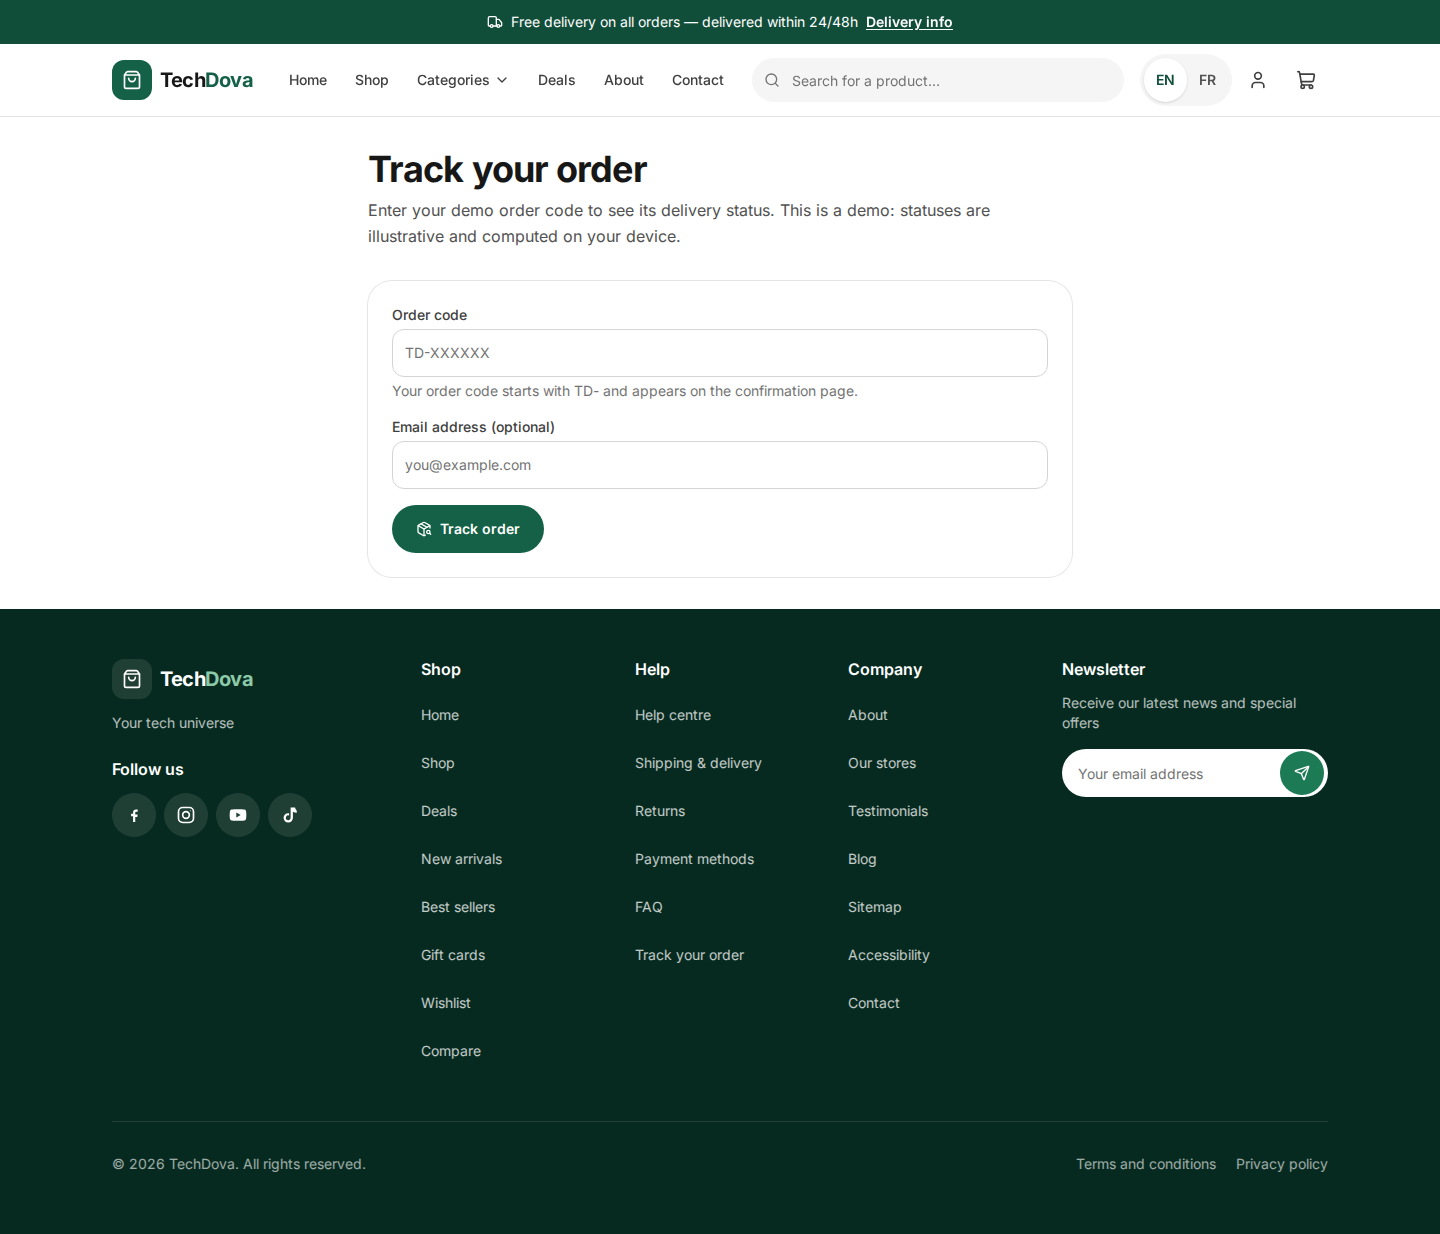 Free delivery on all orders — delivered within 24/48h Delivery info
TechDova
Home Shop Categories Deals About Contact
Search for a product...
EN FR
Track your order
Enter your demo order code to see its delivery status. This is a demo: statuses are
illustrative and computed on your device.
Order code
TD-XXXXXX
Your order code starts with TD- and appears on the confirmation page.
Email address (optional)
you@example.com
Track order
TechDova
Your tech universe
Follow us
Shop
Home
Shop
Deals
New arrivals
Best sellers
Gift cards
Wishlist
Compare
Help
Help centre
Shipping & delivery
Returns
Payment methods
FAQ
Track your order
Company
About
Our stores
Testimonials
Blog
Sitemap
Accessibility
Contact
Newsletter
Receive our latest news and special
offers
Your email address
© 2026 TechDova. All rights reserved.
Terms and conditions Privacy policy